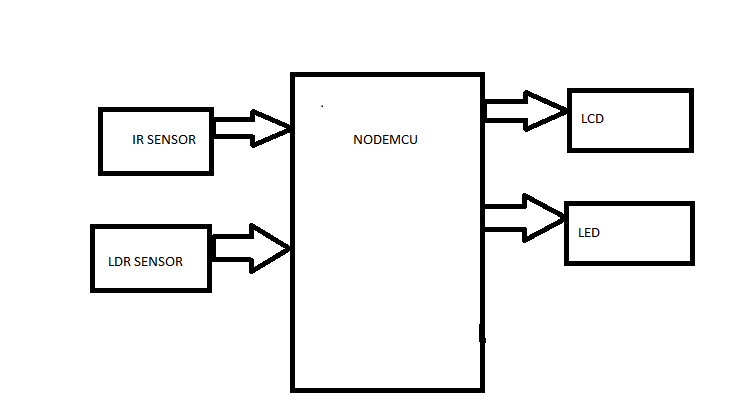 IR SENSOR
NODEMCU
LCD
LDR SENSOR
LED